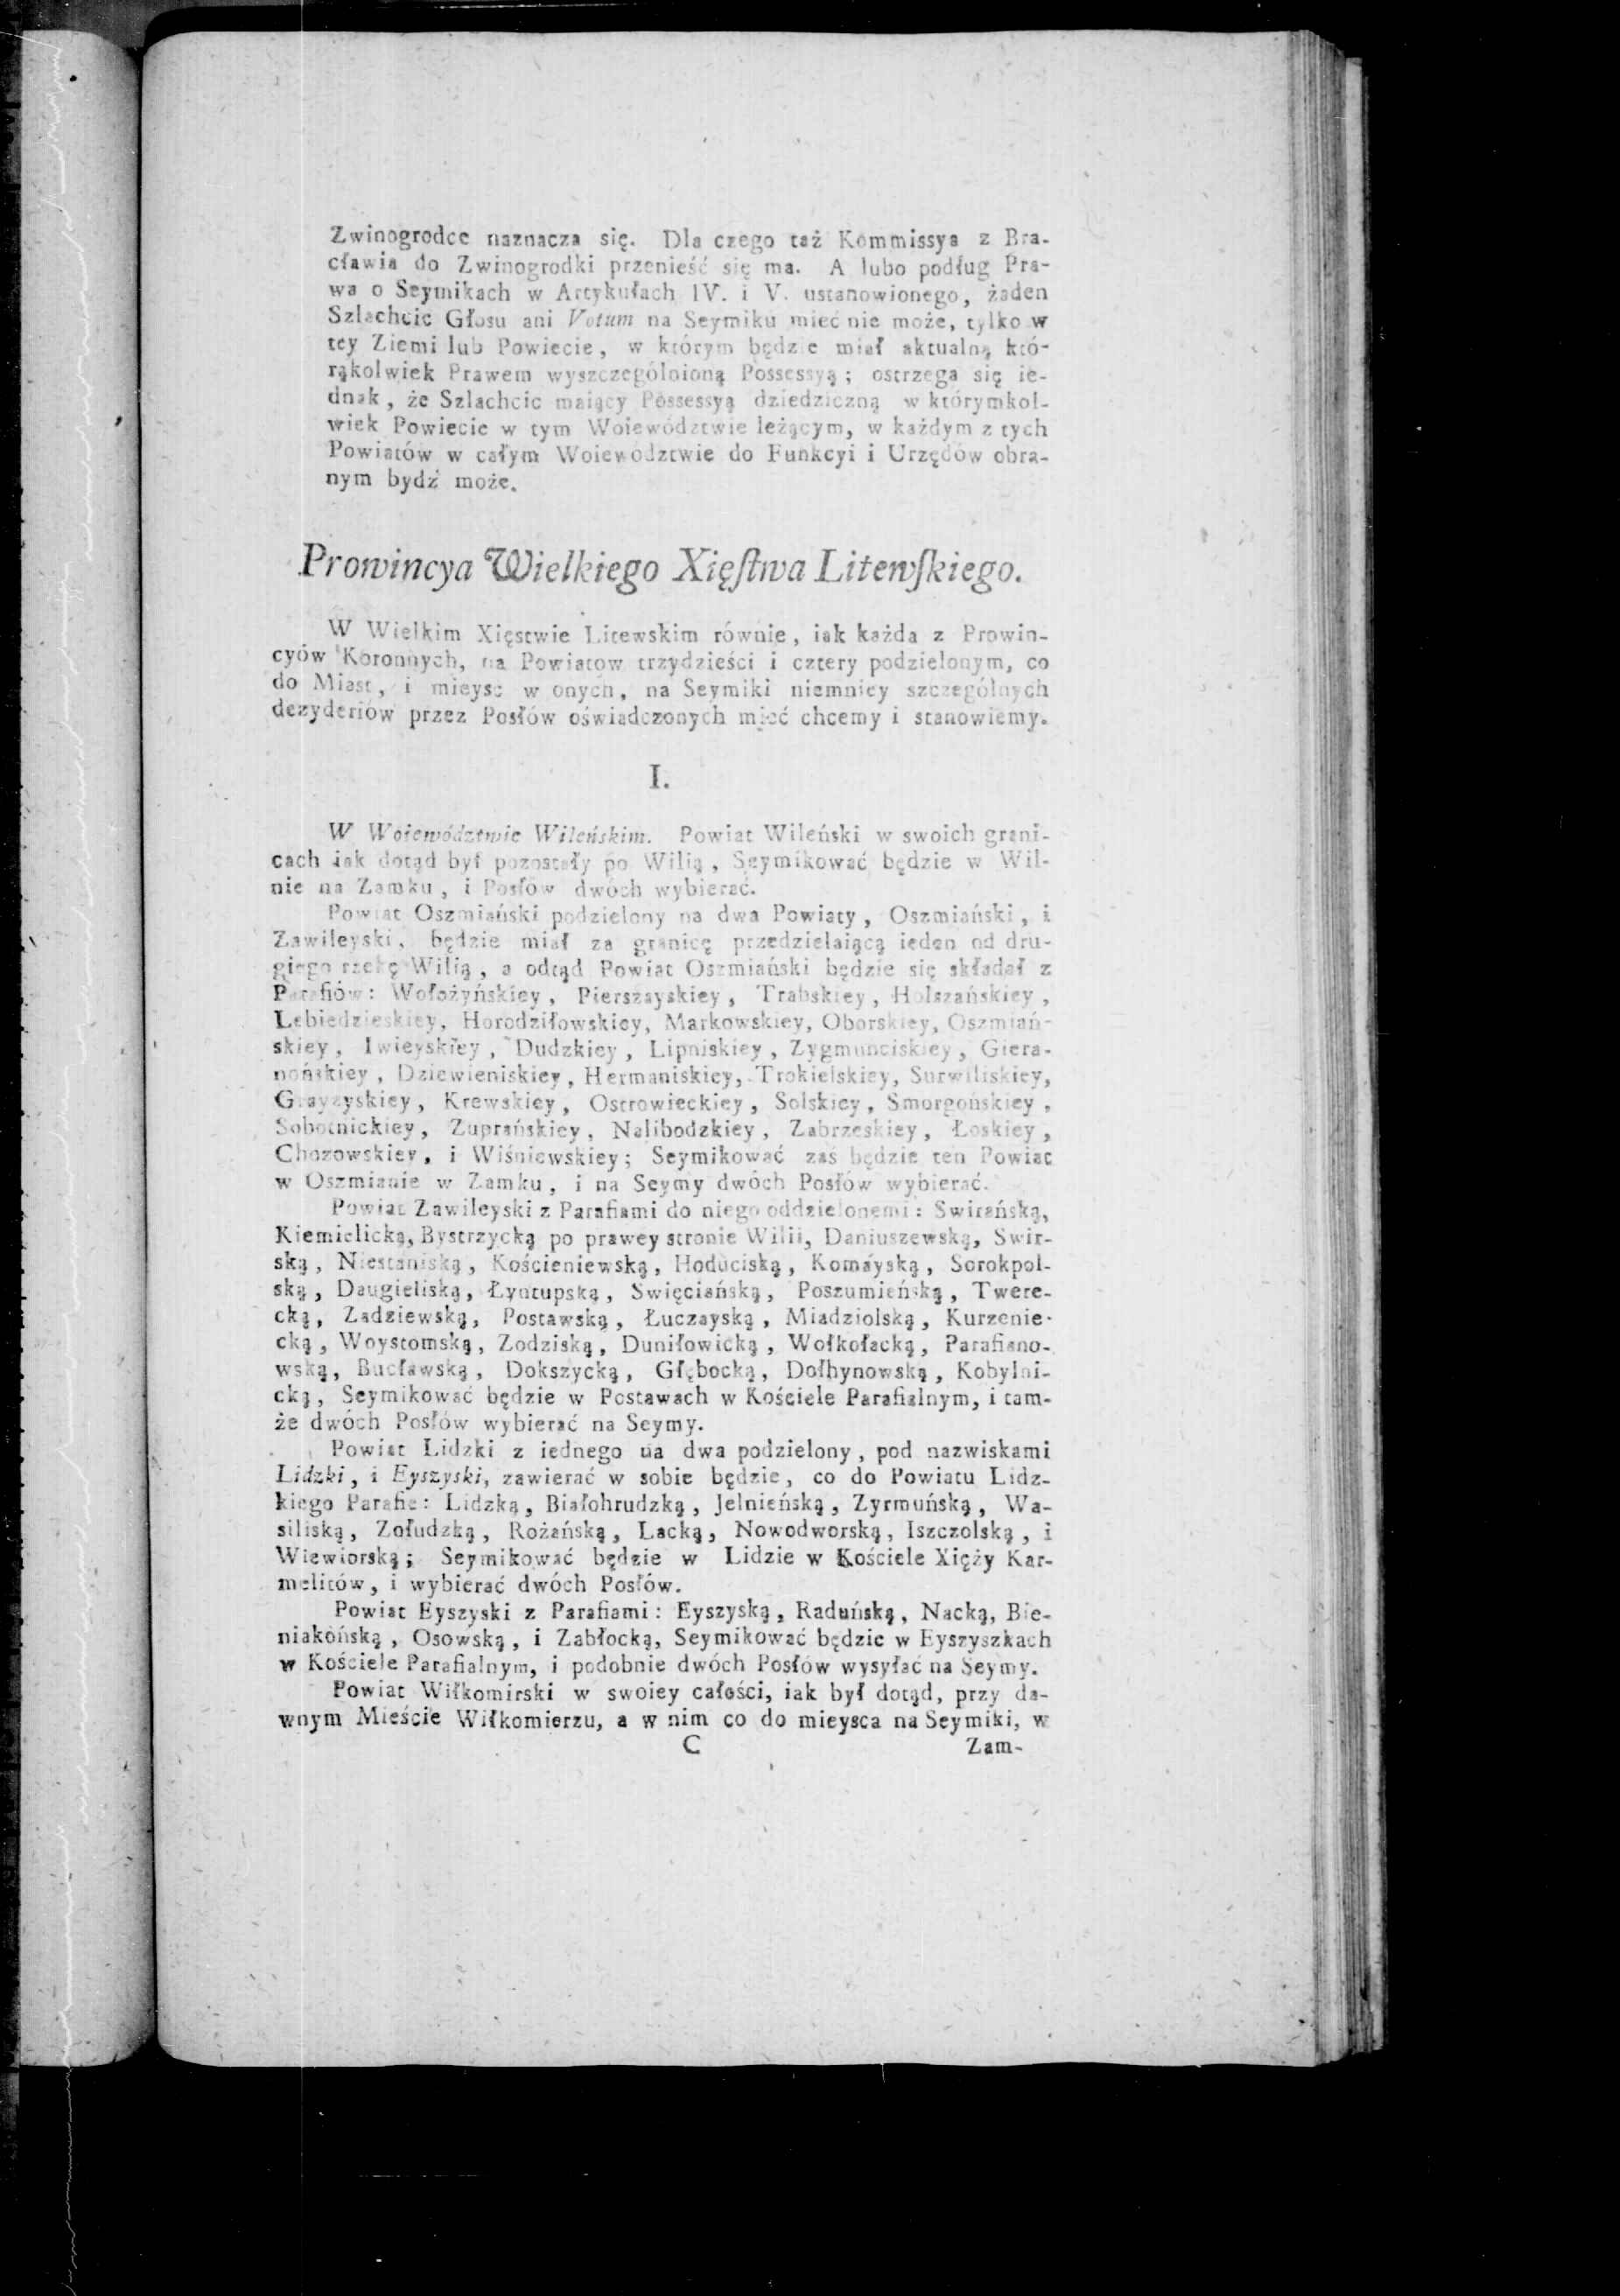 Zwinogrodce naznacza się. Dla czego taż Kommissya z Bra-
cławia do Zwinogrodki przenieść się ma. A lubo podług Pra-
wa o Seymikach w Artykułach IV. i V. ustanowionego, żaden
Szlachcic Głosu ani Votum na Seymiku mieć nie może, tylko w
tey Ziemi lub Powiecie, w którym będzie miał aktualną któ-
rąkolwiek Prawem wyszczególnioną Possessyą; ostrzega się ie-
dnak, że Szlachcic maiący Possessyą dziedziczną w którymkol-
wiek Powiecie w tym Woiewództwie leżącym, w każdym z tych
Powiatów w całym Woiewództwie do Funkcyi i Urzędów obra-
nym bydź może.
Prowincya Wielkiego Xięſtwa Litewſkiego.
W Wielkim Xięstwie Litewskim równie, iak każda z Prowin-
cyów Koronnych, na Powiatow trzydzieści i cztery podzielonym, co
do Miast, i mieysc w onych, na Seymiki niemniey szczególnych
dezyderiów przez Posłów oświadczonych mieć chcemy i stanowiemy.
I.
W Woiewództwie Wileńskim. Powiat Wileński w swoich grani-
cach iak dotąd był pozostały po Wilią, Seymikować będzie w Wil-
nie na Zamku, i Posłów dwóch wybierać.
Powiat Oszmiański podzielony na dwa Powiaty, Oszmiański, i
Zawileyski, będzie miał za granicę przedzielaiącą ieden od dru-
giego rzekę Wilią, a odtąd Powiat Oszmiański będzie się składał z
Parafiów: Wołożyńskiey, Pierszayskiey, Trabskiey, Holszańskiey,
Lebiedzieskiey, Horodziłowskiey, Markowskiey, Oborskiey, Oszmiań-
skiey, Iwieyskiey, Dudzkiey, Lipniskiey, Zygmunciskiey, Giera-
nońskiey, Dziewieniskiey, Hermaniskiey, Trokielskiey, Surwiliskiey,
Grayzyskiey, Krewskiey, Ostrowieckiey, Solskiey, Smorgońskiey,
Sobotnickiey, Zuprańskiey, Nalibodzkiey, Zabrzeskiey, Łoskiey,
Chozowskiey, i Wiśniewskiey; Seymikować zaś będzie ten Powiat
w Oszmianie w Zamku, i na Seymy dwóch Posłów wybierać.
Powiat Zawileyski z Parafiami do niego oddzielonemi: Swirańską,
Kiemielicką, Bystrzycką po prawey stronie Wilii, Daniuszewską, Swir-
ską, Niestaniską, Kościeniewską, Hoduciską, Komayską, Sorokpol-
ską, Daugieliską, Łyntupską, Swięciańską, Poszumieńską, Twere-
cką, Zadziewską, Postawską, Łuczayską, Miadziolską, Kurzenie-
cką, Woystomską, Zodziską, Duniłowicką, Wołkołacką, Parafiano-
wską, Bucławską, Dokszycką, Głębocką, Dołhynowską, Kobylni-
cką, Seymikować będzie w Postawach w Kościele Parafialnym, i tam-
że dwóch Posłów wybierać na Seymy.
Powiat Lidzki z iednego na dwa podzielony, pod nazwiskami
Lidzki, i Eyszyski, zawierać w sobie będzie, co do Powiatu Lidz-
kiego Parafie: Lidzką, Białohrudzką, Jelnieńską, Zyrmuńską, Wa-
siliską, Zołudzką, Rożańską, Lacką, Nowodworską, Iszczolską, i
Wiewiorską; Seymikować będzie w Lidzie w Kościele Xięży Kar-
melitów, i wybierać dwóch Posłów.
Powiat Eyszyski z Parafiami: Eyszyską, Raduńską, Nacką, Bie-
niakońską, Osowską, i Zabłocką, Seymikować będzie w Eyszyszkach
w Kościele Parafialnym, i podobnie dwóch Posłów wysyłać na Seymy.
Powiat Wiłkomirski w swoiey całości, iak był dotąd, przy da-
wnym Mieście Wiłkomierzu, a w nim co do mieysca na Seymiki, w
C Zam-